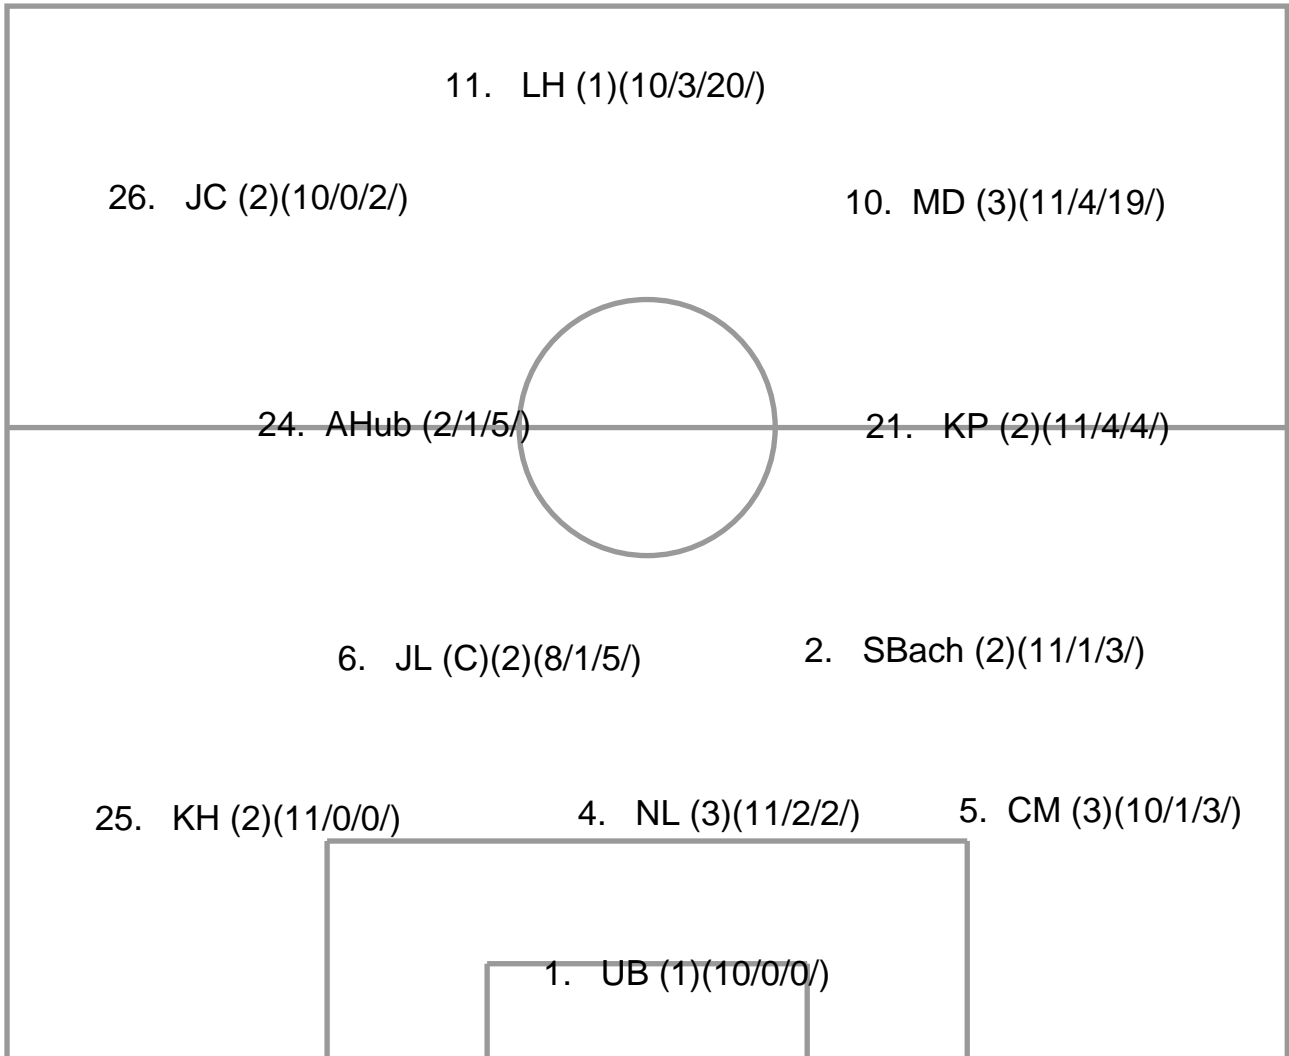 11. LH (1)(10/3/20/)
26. JC (2)(10/0/2/)
10. MD (3)(11/4/19/)
24. AHub (2/1/5/)
21. KP (2)(11/4/4/)
6. JL (C)(2)(8/1/5/)
2. SBach (2)(11/1/3/)
25. KH (2)(11/0/0/)
4. NL (3)(11/2/2/)
5. CM (3)(10/1/3/)
1. UB (1)(10/0/0/)